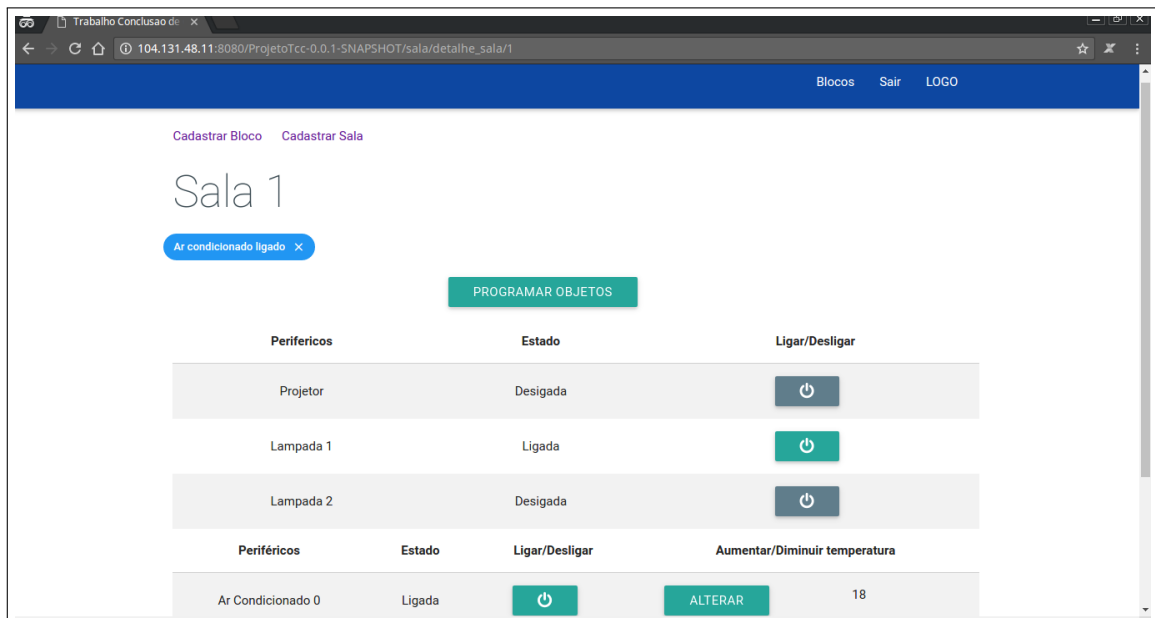 Trabalho Conclusao de
104.131.48.11:8080/ProjetoTcc-0.0.1-SNAPSHOT/sala/detalhe_sala/1
Blocos Sair LOGO
Cadastrar Bloco Cadastrar Sala
Sala 1
Ar condicionado ligado
PROGRAMAR OBJETOS
Perifericos Estado Ligar/Desligar
Projetor Desigada
Lampada 1 Ligada
Lampada 2 Desigada
Periféricos Estado Ligar/Desligar Aumentar/Diminuir temperatura
Ar Condicionado 0 Ligada ALTERAR 18